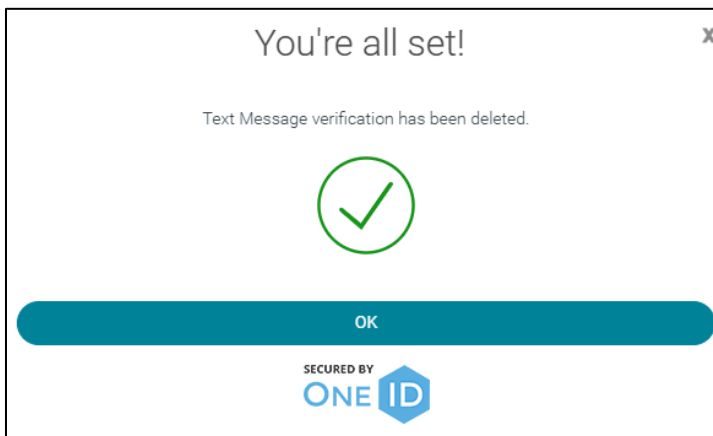 You're all set!
X
Text Message verification has been deleted.
OK
SECURED BY
ONE ID